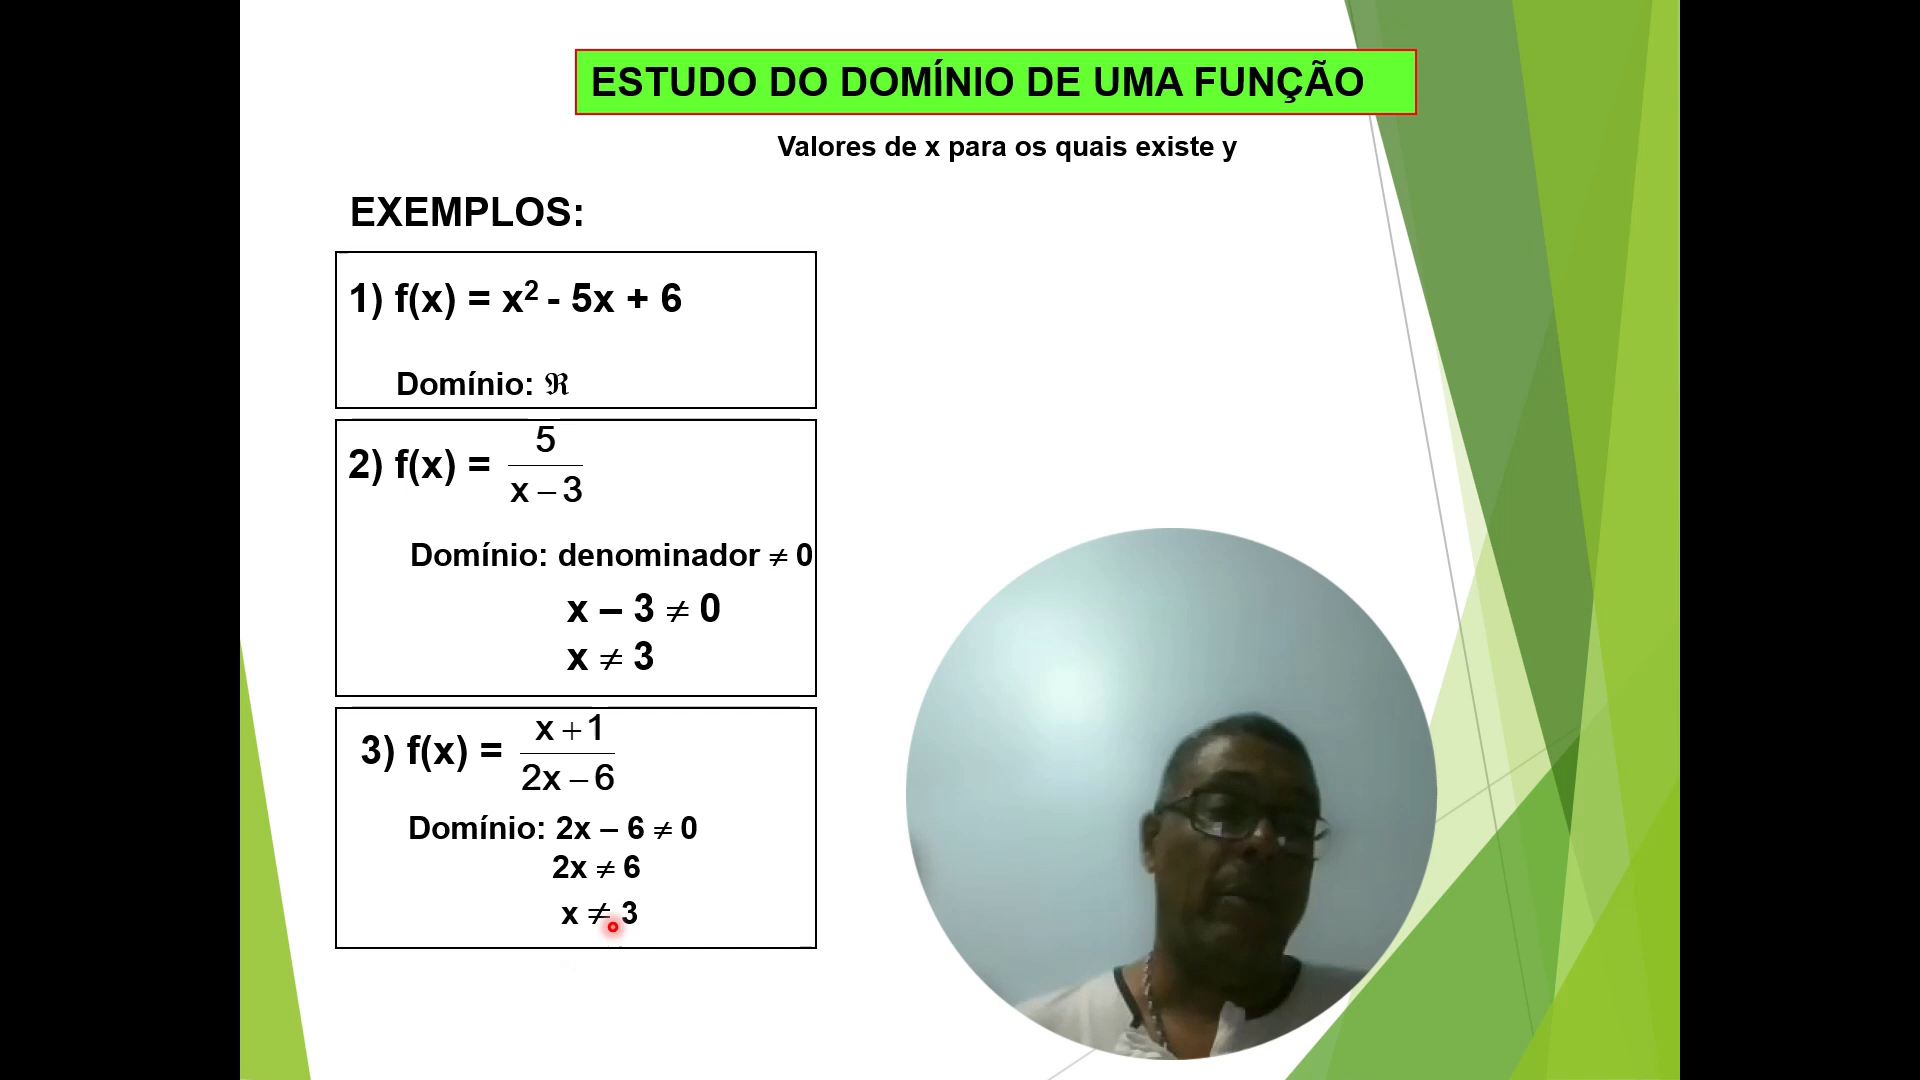 ESTUDO DO DOMÍNIO DE UMA FUNÇÃO
Valores de x para os quais existe y
EXEMPLOS:
1) f(x) = x² - 5x + 6
Domínio: ℜ
2) f(x) = 5 / (x – 3)
Domínio: denominador ≠ 0
x – 3 ≠ 0
x ≠ 3
3) f(x) = (x + 1) / (2x – 6)
Domínio: 2x – 6 ≠ 0
2x ≠ 6
x ≠ 3